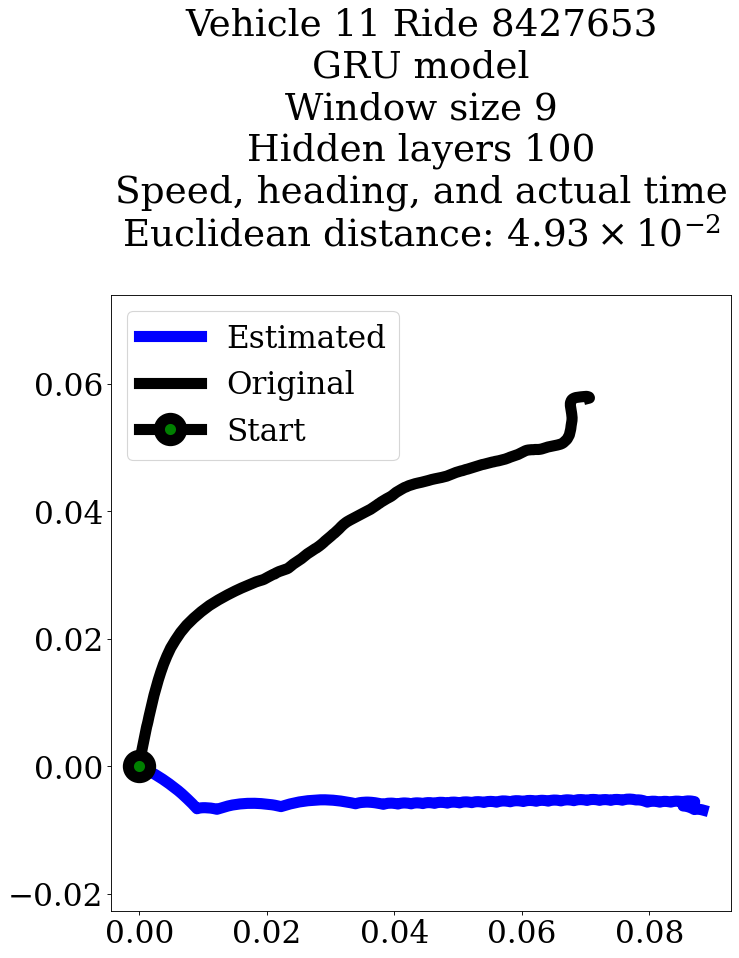 Vehicle 11 Ride 8427653
GRU model
Window size 9
Hidden layers 100
Speed, heading, and actual time
Euclidean distance: 4.93 × 10⁻²
Estimated
Original
Start
0.06
0.04
0.02
0.00
−0.02
0.00 0.02 0.04 0.06 0.08